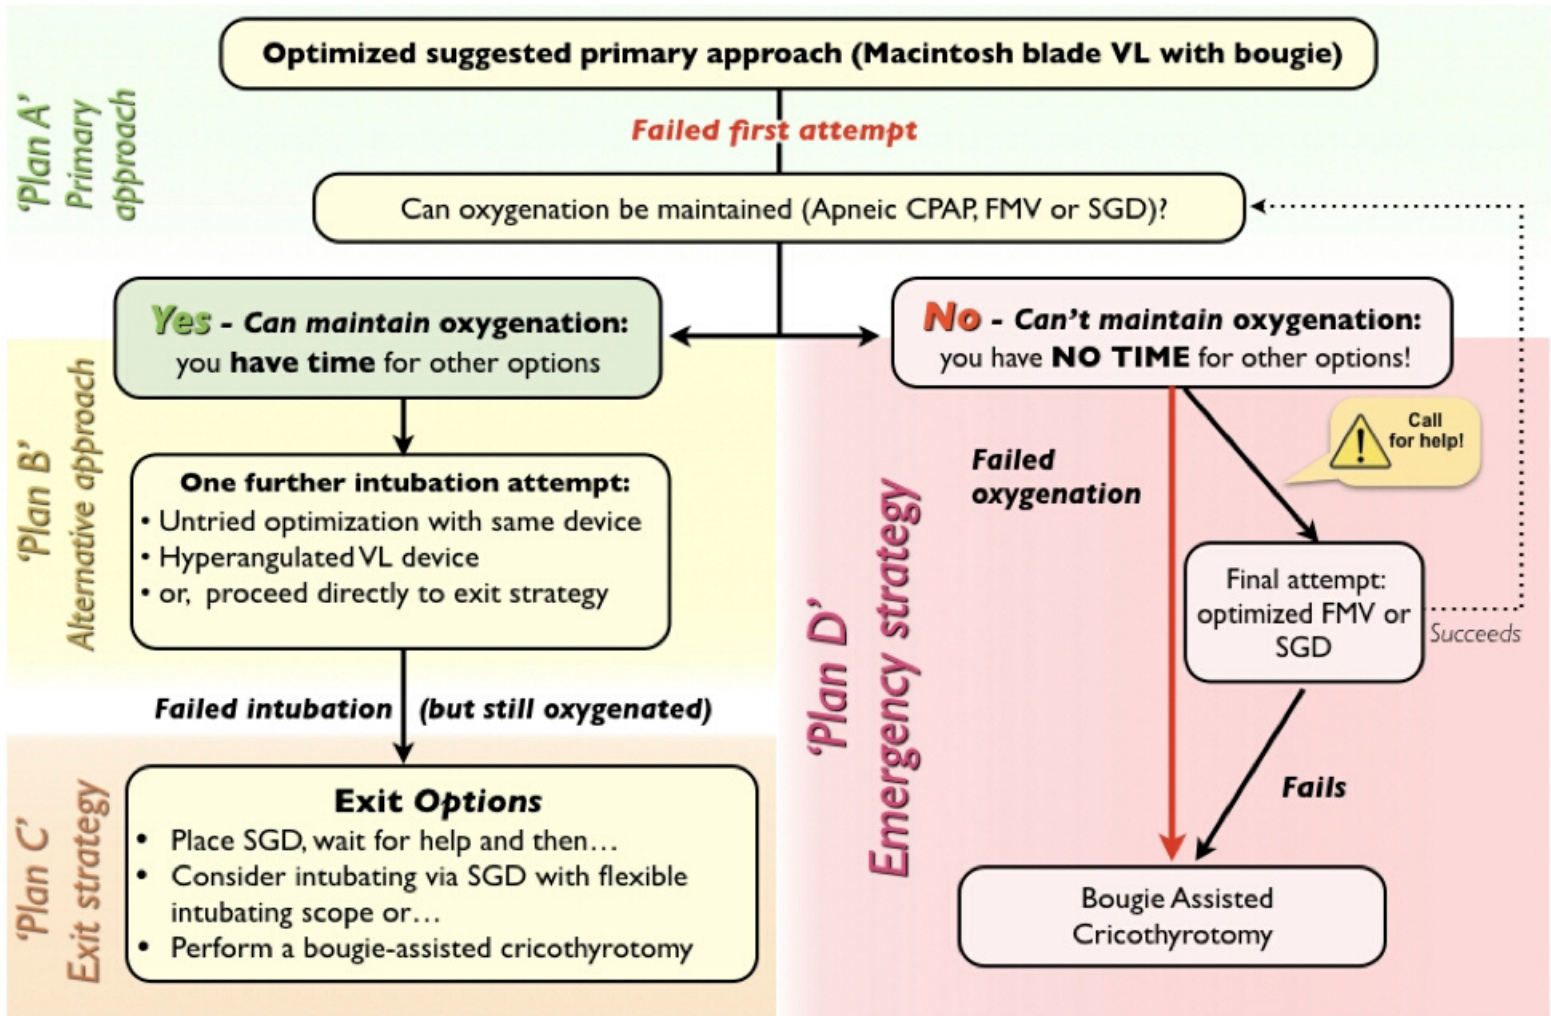 Optimized suggested primary approach (Macintosh blade VL with bougie)
'Plan A'
Primary
approach
Failed first attempt
Can oxygenation be maintained (Apneic CPAP, FMV or SGD)?
Yes - Can maintain oxygenation:
you have time for other options
No - Can't maintain oxygenation:
you have NO TIME for other options!
'Plan B'
Alternative approach
One further intubation attempt:
• Untried optimization with same device
• Hyperangulated VL device
• or, proceed directly to exit strategy
Failed intubation (but still oxygenated)
'Plan C'
Exit strategy
Exit Options
• Place SGD, wait for help and then…
• Consider intubating via SGD with flexible
intubating scope or…
• Perform a bougie-assisted cricothyrotomy
'Plan D'
Emergency strategy
Failed
oxygenation
Call
for help!
Final attempt:
optimized FMV or
SGD
Succeeds
Fails
Bougie Assisted
Cricothyrotomy